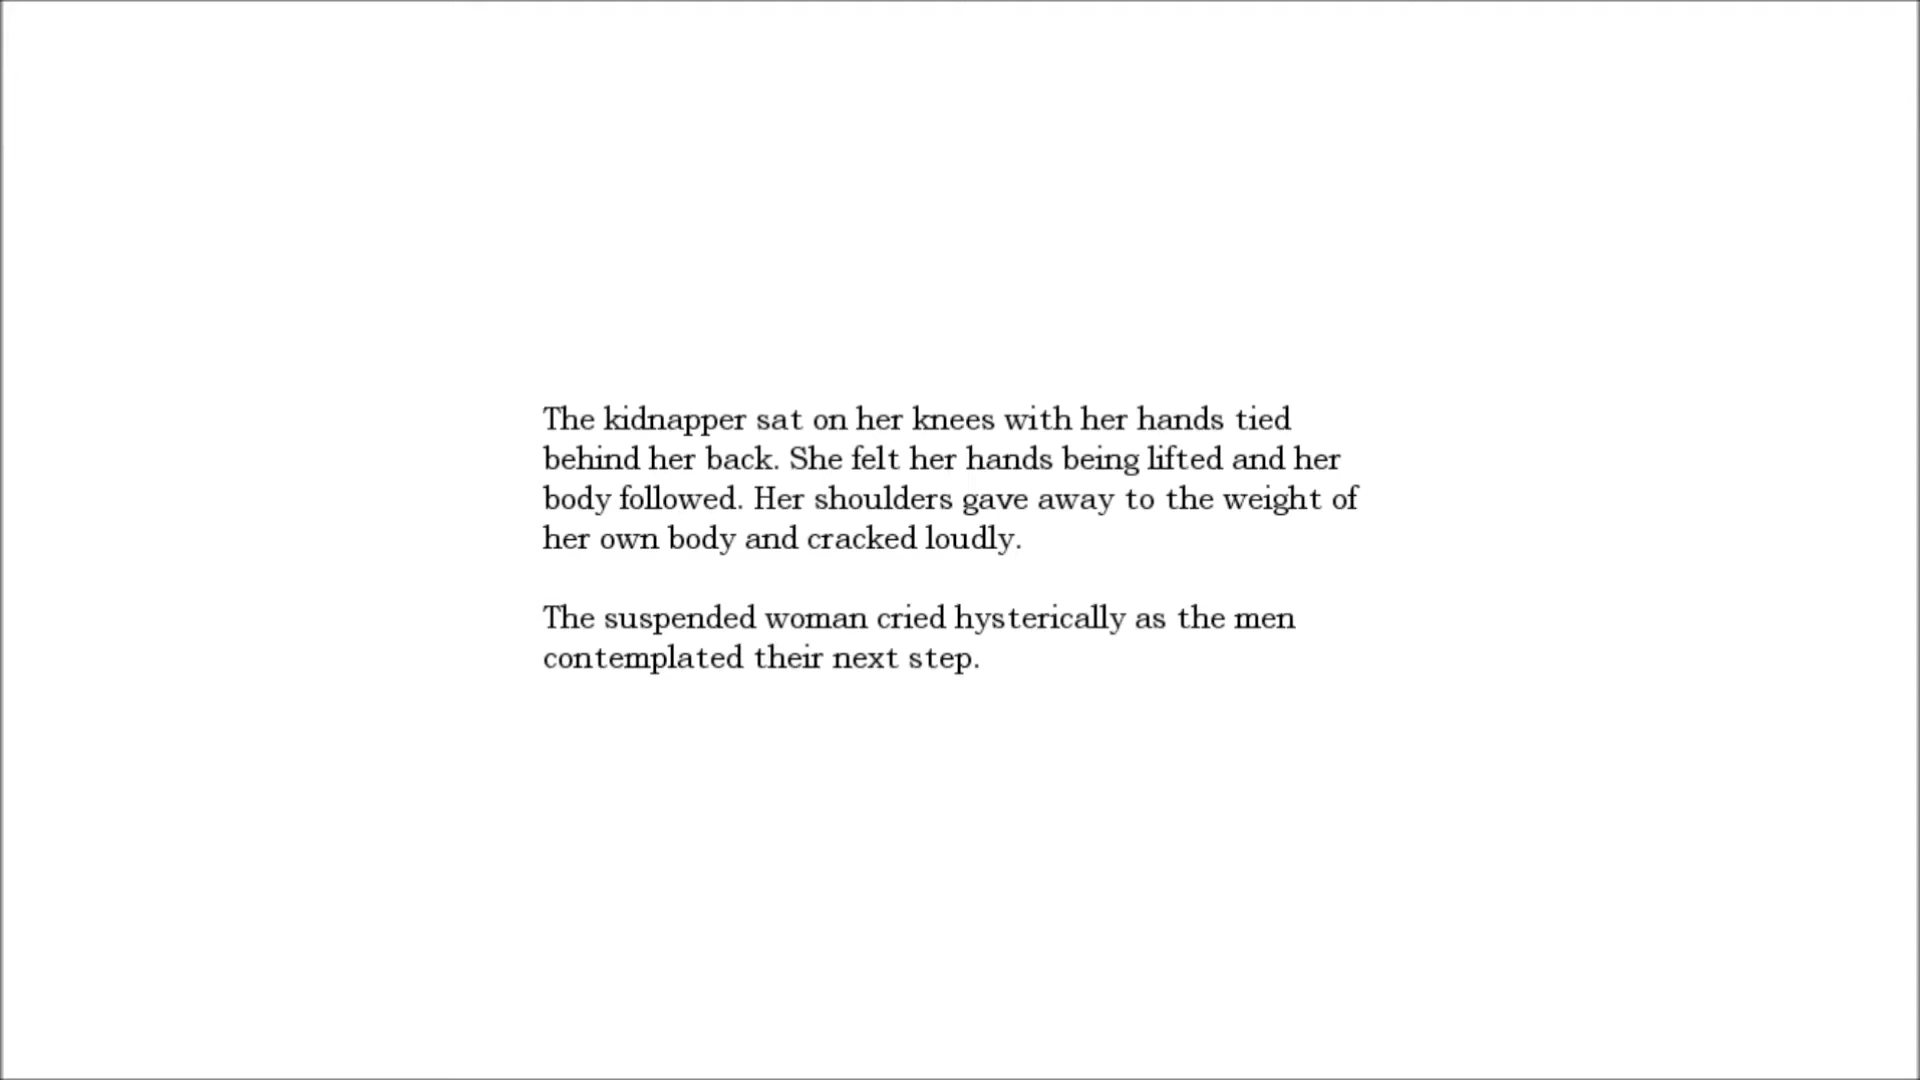 The kidnapper sat on her knees with her hands tied
behind her back. She felt her hands being lifted and her
body followed. Her shoulders gave away to the weight of
her own body and cracked loudly.
The suspended woman cried hysterically as the men
contemplated their next step.